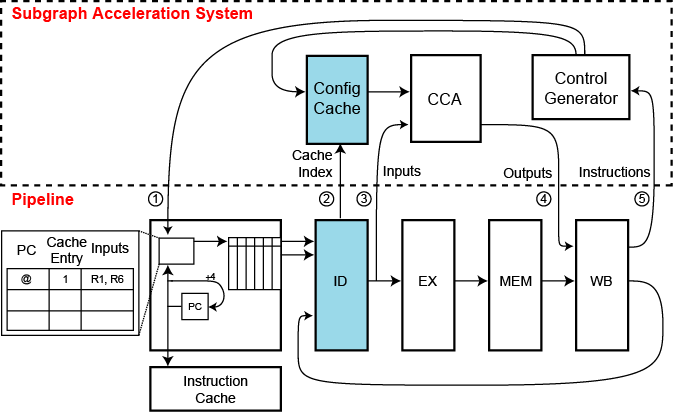 Subgraph Acceleration System
Config
Cache
CCA
Control
Generator
Cache
Index
Inputs
Outputs
Instructions
Pipeline
① ② ③ ④ ⑤
PC Cache Entry Inputs
@ 1 R1, R6
+4
PC
ID
EX
MEM
WB
Instruction
Cache